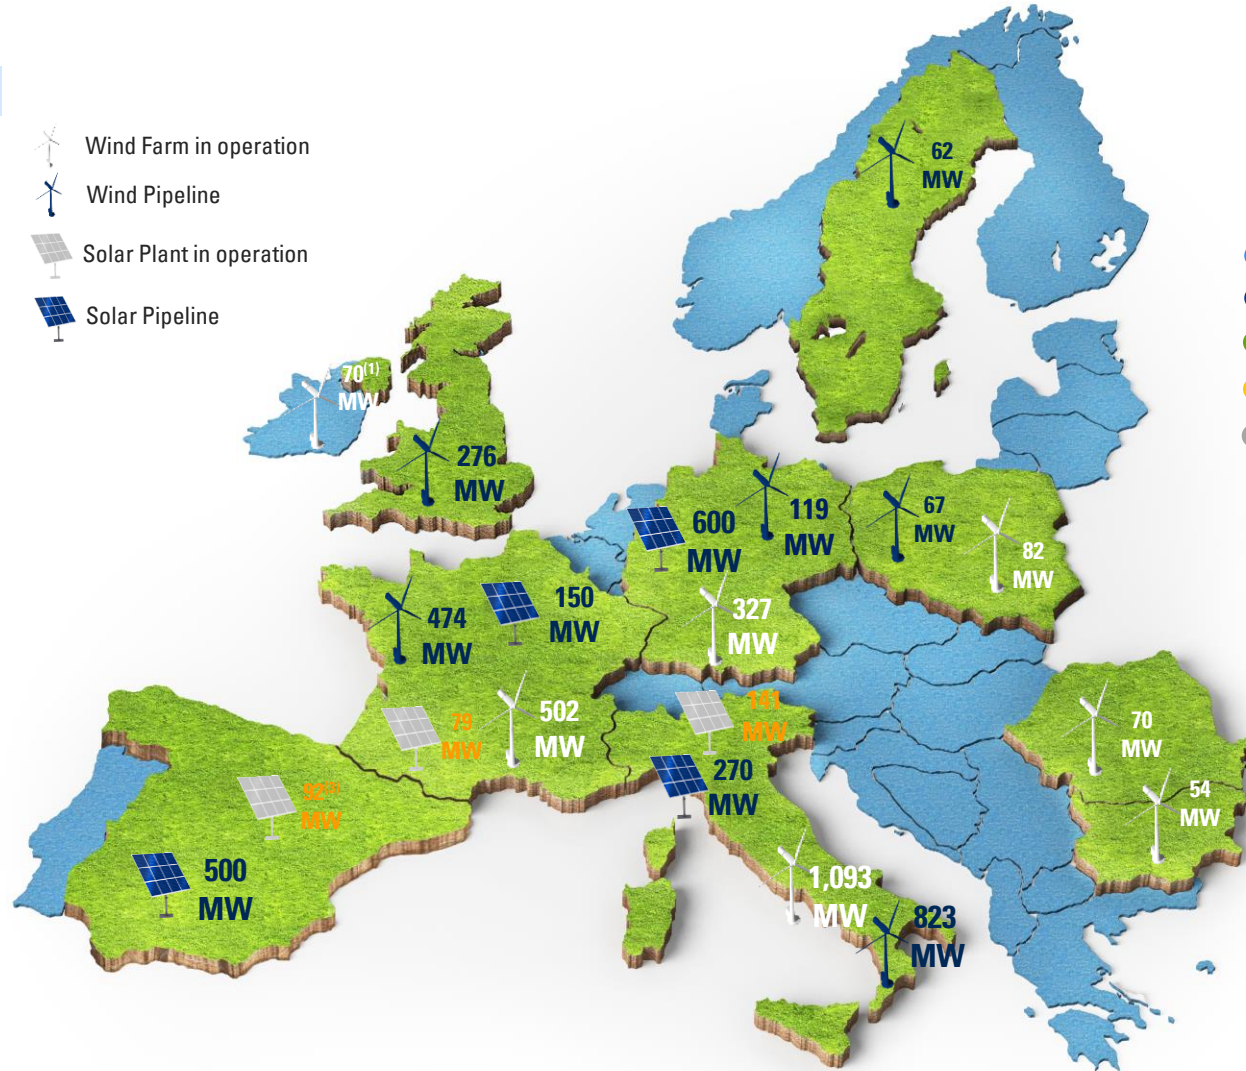 Wind Farm in operation
Wind Pipeline
Solar Plant in operation
Solar Pipeline
62
MW
70(1)
MW
276
MW
600
MW
119
MW
67
MW
82
MW
474
MW
150
MW
327
MW
79
MW
502
MW
141
MW
270
MW
70
MW
54
MW
92(3)
MW
500
MW
1,093
MW
823
MW